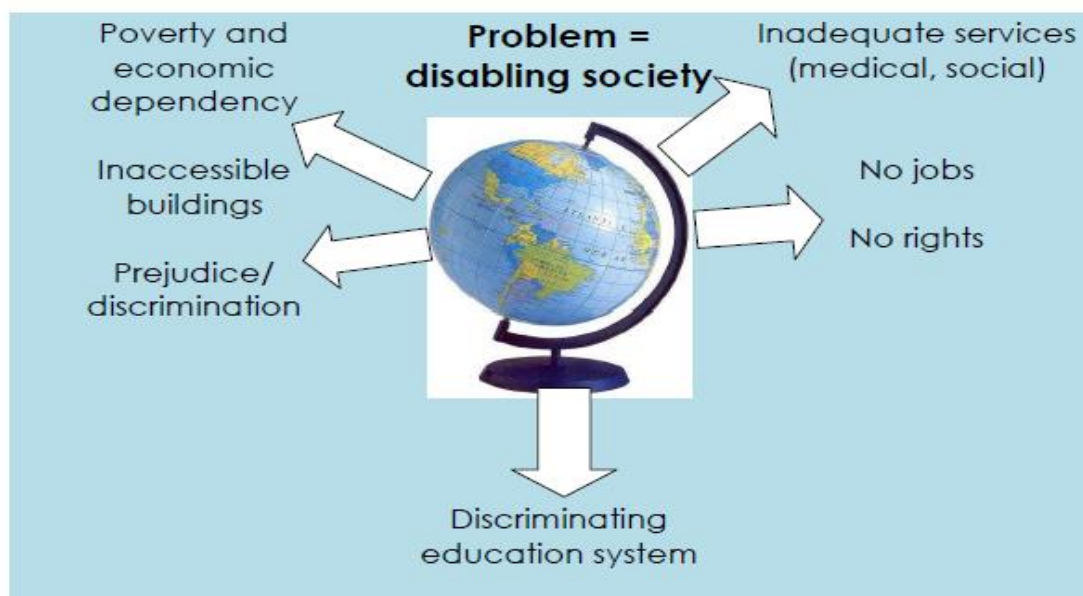 Problem =
disabling society
Poverty and
economic
dependency
Inaccessible
buildings
Prejudice/
discrimination
Inadequate services
(medical, social)
No jobs
No rights
Discriminating
education system